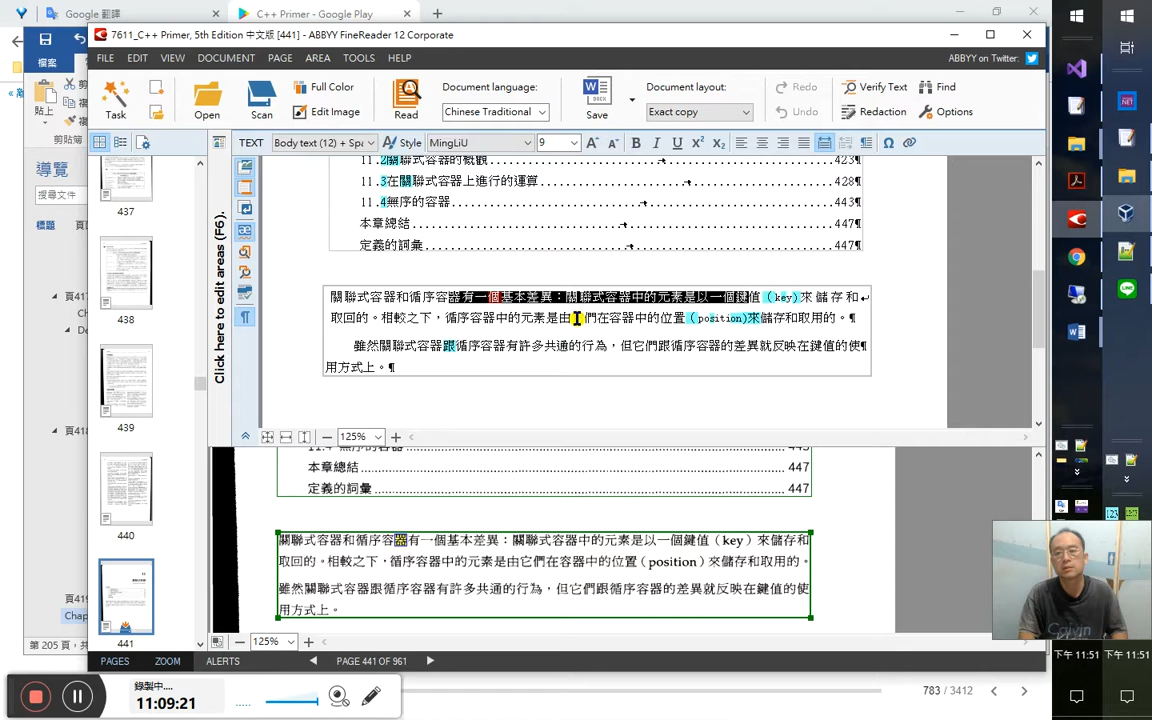 Google 翻譯
C++ Primer - Google Play
7611_C++ Primer, 5th Edition 中文版 [441] - ABBYY FineReader 12 Corporate
檔案
FILE EDIT VIEW DOCUMENT PAGE AREA TOOLS HELP
ABBYY on Twitter:
Task Open Scan Full Color Edit Image Read
Document language:
Chinese Traditional
Save
Document layout:
Exact copy
Redo
Undo
Verify Text Find
Redaction Options
貼上
剪貼簿
TEXT Body text (12) + Spa Style MingLiU 9
導覽
搜尋文件
標題
頁417
頁418
Chap
437
438
439
440
441
Click here to edit areas (F6).
11.2關聯式容器的概觀 423
11.3在關聯式容器上進行的運算 428
11.4無序的容器 443¶
本章總結 447¶
定義的詞彙 447¶
關聯式容器和循序容器有一個基本差異：關聯式容器中的元素是以一個鍵值（key)來儲存和
取回的。相較之下，循序容器中的元素是由它們在容器中的位置（position)來儲存和取用的。¶
雖然關聯式容器跟循序容器有許多共通的行為，但它們跟循序容器的差異就反映在鍵值的使¶
用方式上。¶
125%
本章總結 447
定義的詞彙 447
關聯式容器和循序容器有一個基本差異：關聯式容器中的元素是以一個鍵值（key）來儲存和
取回的。相較之下，循序容器中的元素是由它們在容器中的位置（position）來儲存和取用的。
雖然關聯式容器跟循序容器有許多共通的行為，但它們跟循序容器的差異就反映在鍵值的使
用方式上。
125%
PAGES ZOOM ALERTS PAGE 441 OF 961
錄製中....
11:09:21
783 / 3412
下午 11:51
下午 11:51